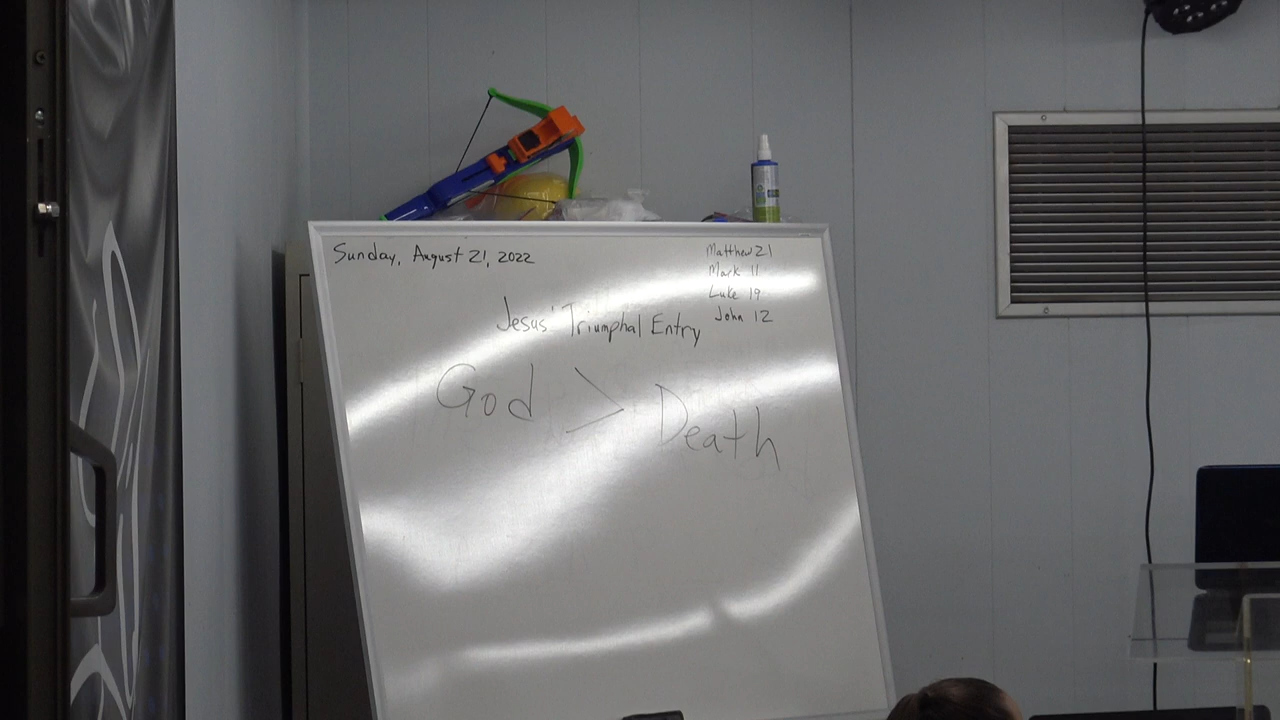 Sunday, August 21, 2022
Matthew 21
Mark 11
Luke 19
John 12
Jesus' Triumphal Entry
God > Death